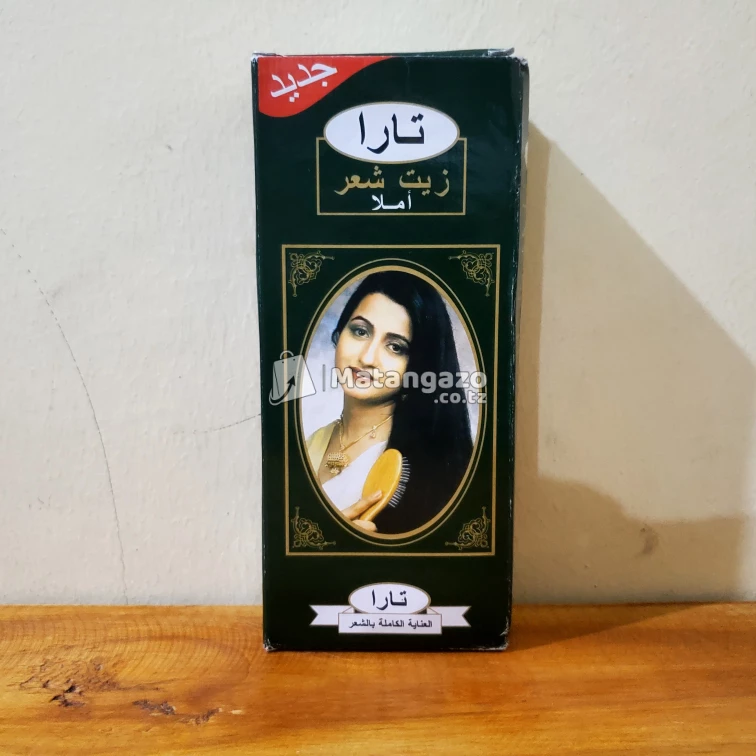 جديد
تارا
زيت شعر
أملا
Matangazo
.co.tz
تارا
العناية الكاملة بالشعر